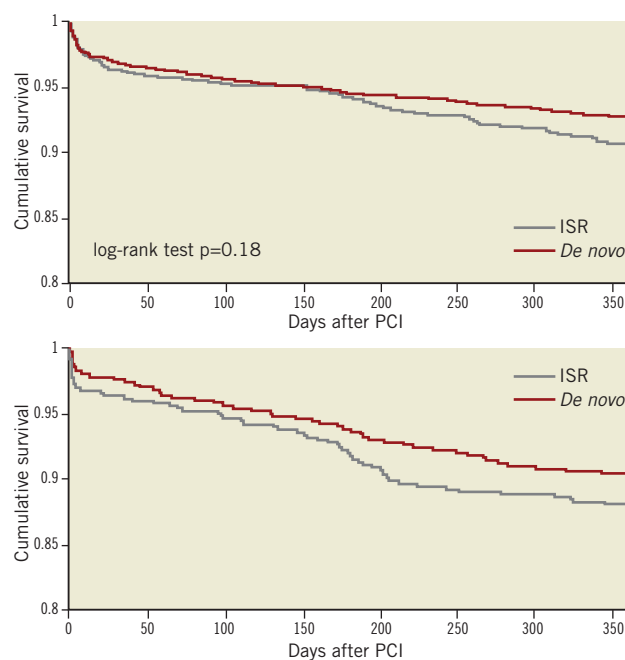 1
0.95
0.9
0.85
0.8
Cumulative survival
log-rank test p=0.18
ISR
De novo
0 50 100 150 200 250 300 350
Days after PCI
1
0.95
0.9
0.85
0.8
Cumulative survival
ISR
De novo
0 50 100 150 200 250 300 350
Days after PCI